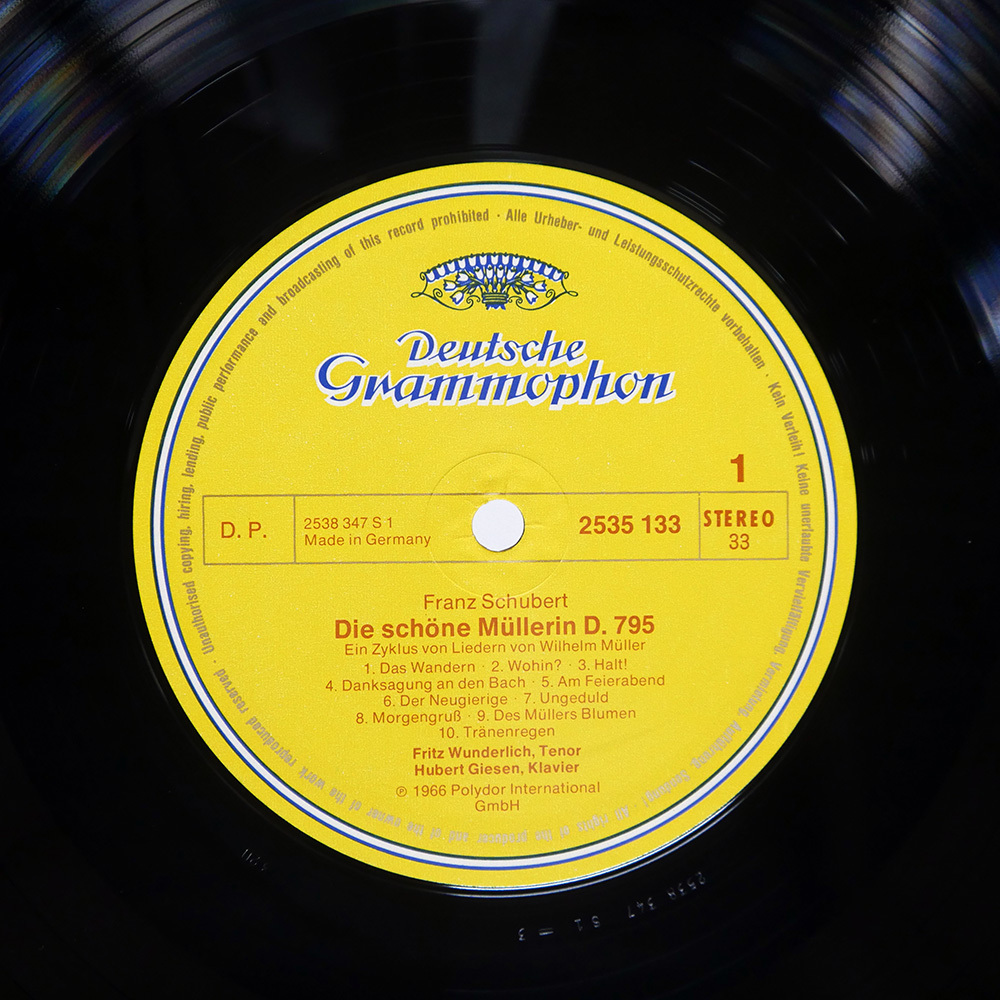 Unauthorised copying, hiring, lending, public performance and broadcasting of this record prohibited · Alle Urheber- und Leistungsschutzrechte vorbehalten · Kein Verleih! Keine unerlaubte Vervielfältigung, Vermietung, Aufführung, Sendung! · All rights of the producer and of the owner of the work reproduced reserved ·
Deutsche
Grammophon
1
D. P.
2538 347 S 1
Made in Germany
2535 133
STEREO
33
Franz Schubert
Die schöne Müllerin D. 795
Ein Zyklus von Liedern von Wilhelm Müller
1. Das Wandern · 2. Wohin? · 3. Halt!
4. Danksagung an den Bach · 5. Am Feierabend
6. Der Neugierige · 7. Ungeduld
8. Morgengruß · 9. Des Müllers Blumen
10. Tränenregen
Fritz Wunderlich, Tenor
Hubert Giesen, Klavier
℗ 1966 Polydor International
GmbH
2538 347 S1 = 3